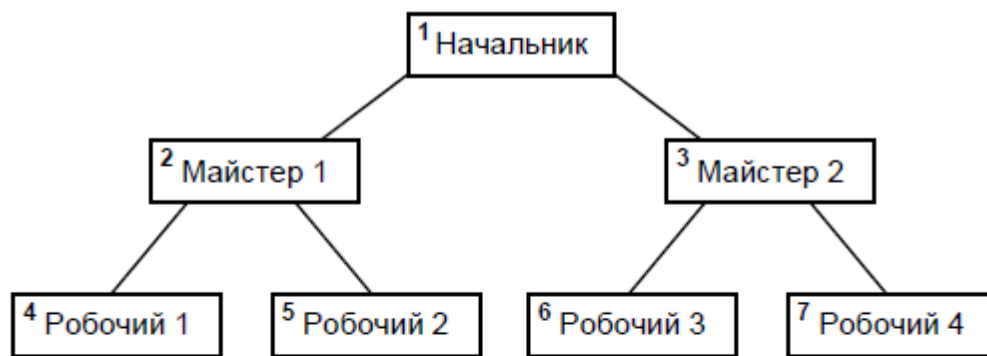 1 Начальник
2 Майстер 1
3 Майстер 2
4 Робочий 1
5 Робочий 2
6 Робочий 3
7 Робочий 4